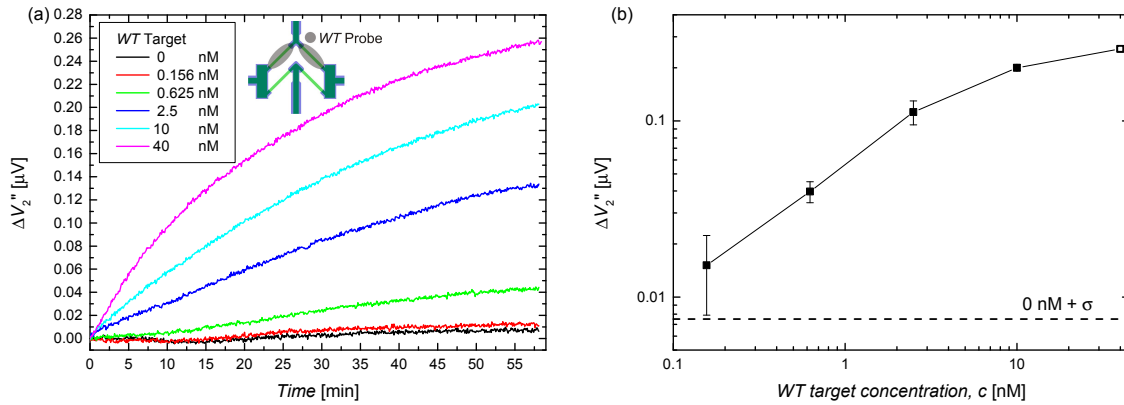 (a)
0.28
0.26
0.24
0.22
0.20
0.18
0.16
0.14
0.12
0.10
0.08
0.06
0.04
0.02
0.00
ΔV₂" [µV]
WT Target
0 nM
0.156 nM
0.625 nM
2.5 nM
10 nM
40 nM
WT Probe
0 5 10 15 20 25 30 35 40 45 50 55
Time [min]
(b)
0.1
0.01
ΔV₂" [µV]
0 nM + σ
0.1 1 10
WT target concentration, c [nM]